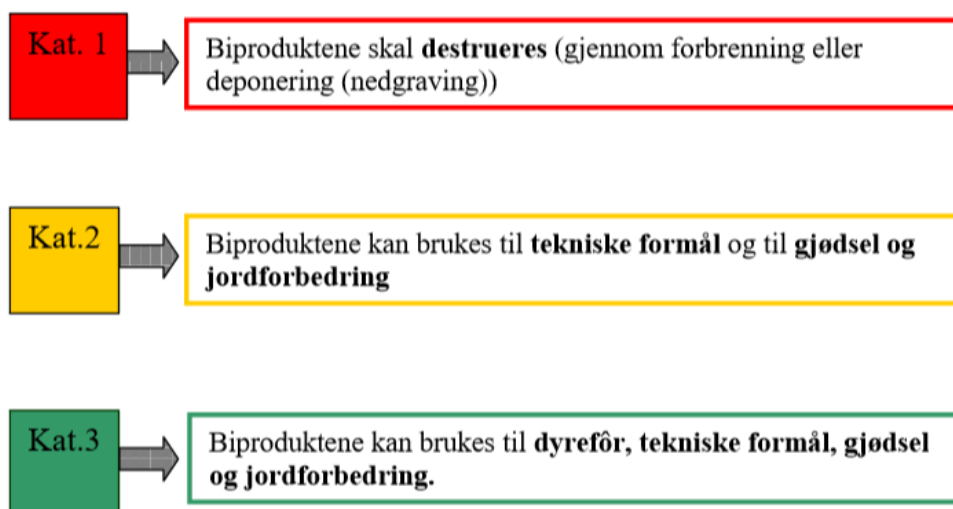 Kat. 1
Biproduktene skal destrueres (gjennom forbrenning eller
deponering (nedgraving))
Kat.2
Biproduktene kan brukes til tekniske formål og til gjødsel og
jordforbedring
Kat.3
Biproduktene kan brukes til dyrefôr, tekniske formål, gjødsel
og jordforbedring.